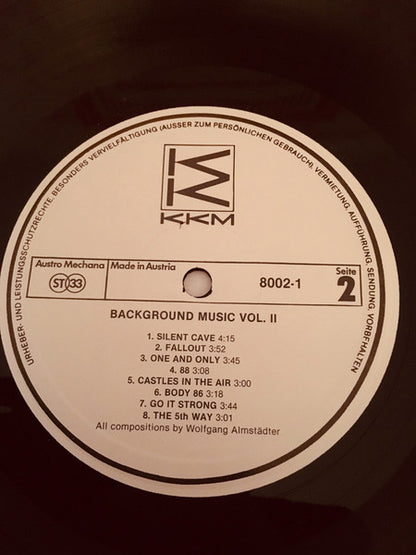 URHEBER- UND LEISTUNGSSCHUTZRECHTE, BESONDERS VERVIELFÄLTIGUNG (AUSSER ZUM PERSÖNLICHEN GEBRAUCH), VERMIETUNG, AUFFÜHRUNG, SENDUNG, VORBEHALTEN
KKM
Austro Mechana
Made in Austria
ST 33
8002-1
Seite
2
BACKGROUND MUSIC VOL. II
1. SILENT CAVE 4:15
2. FALLOUT 3:52
3. ONE AND ONLY 3:45
4. 88 3:08
5. CASTLES IN THE AIR 3:00
6. BODY 86 3:18
7. GO IT STRONG 3:44
8. THE 5th WAY 3:01
All compositions by Wolfgang Almstädter